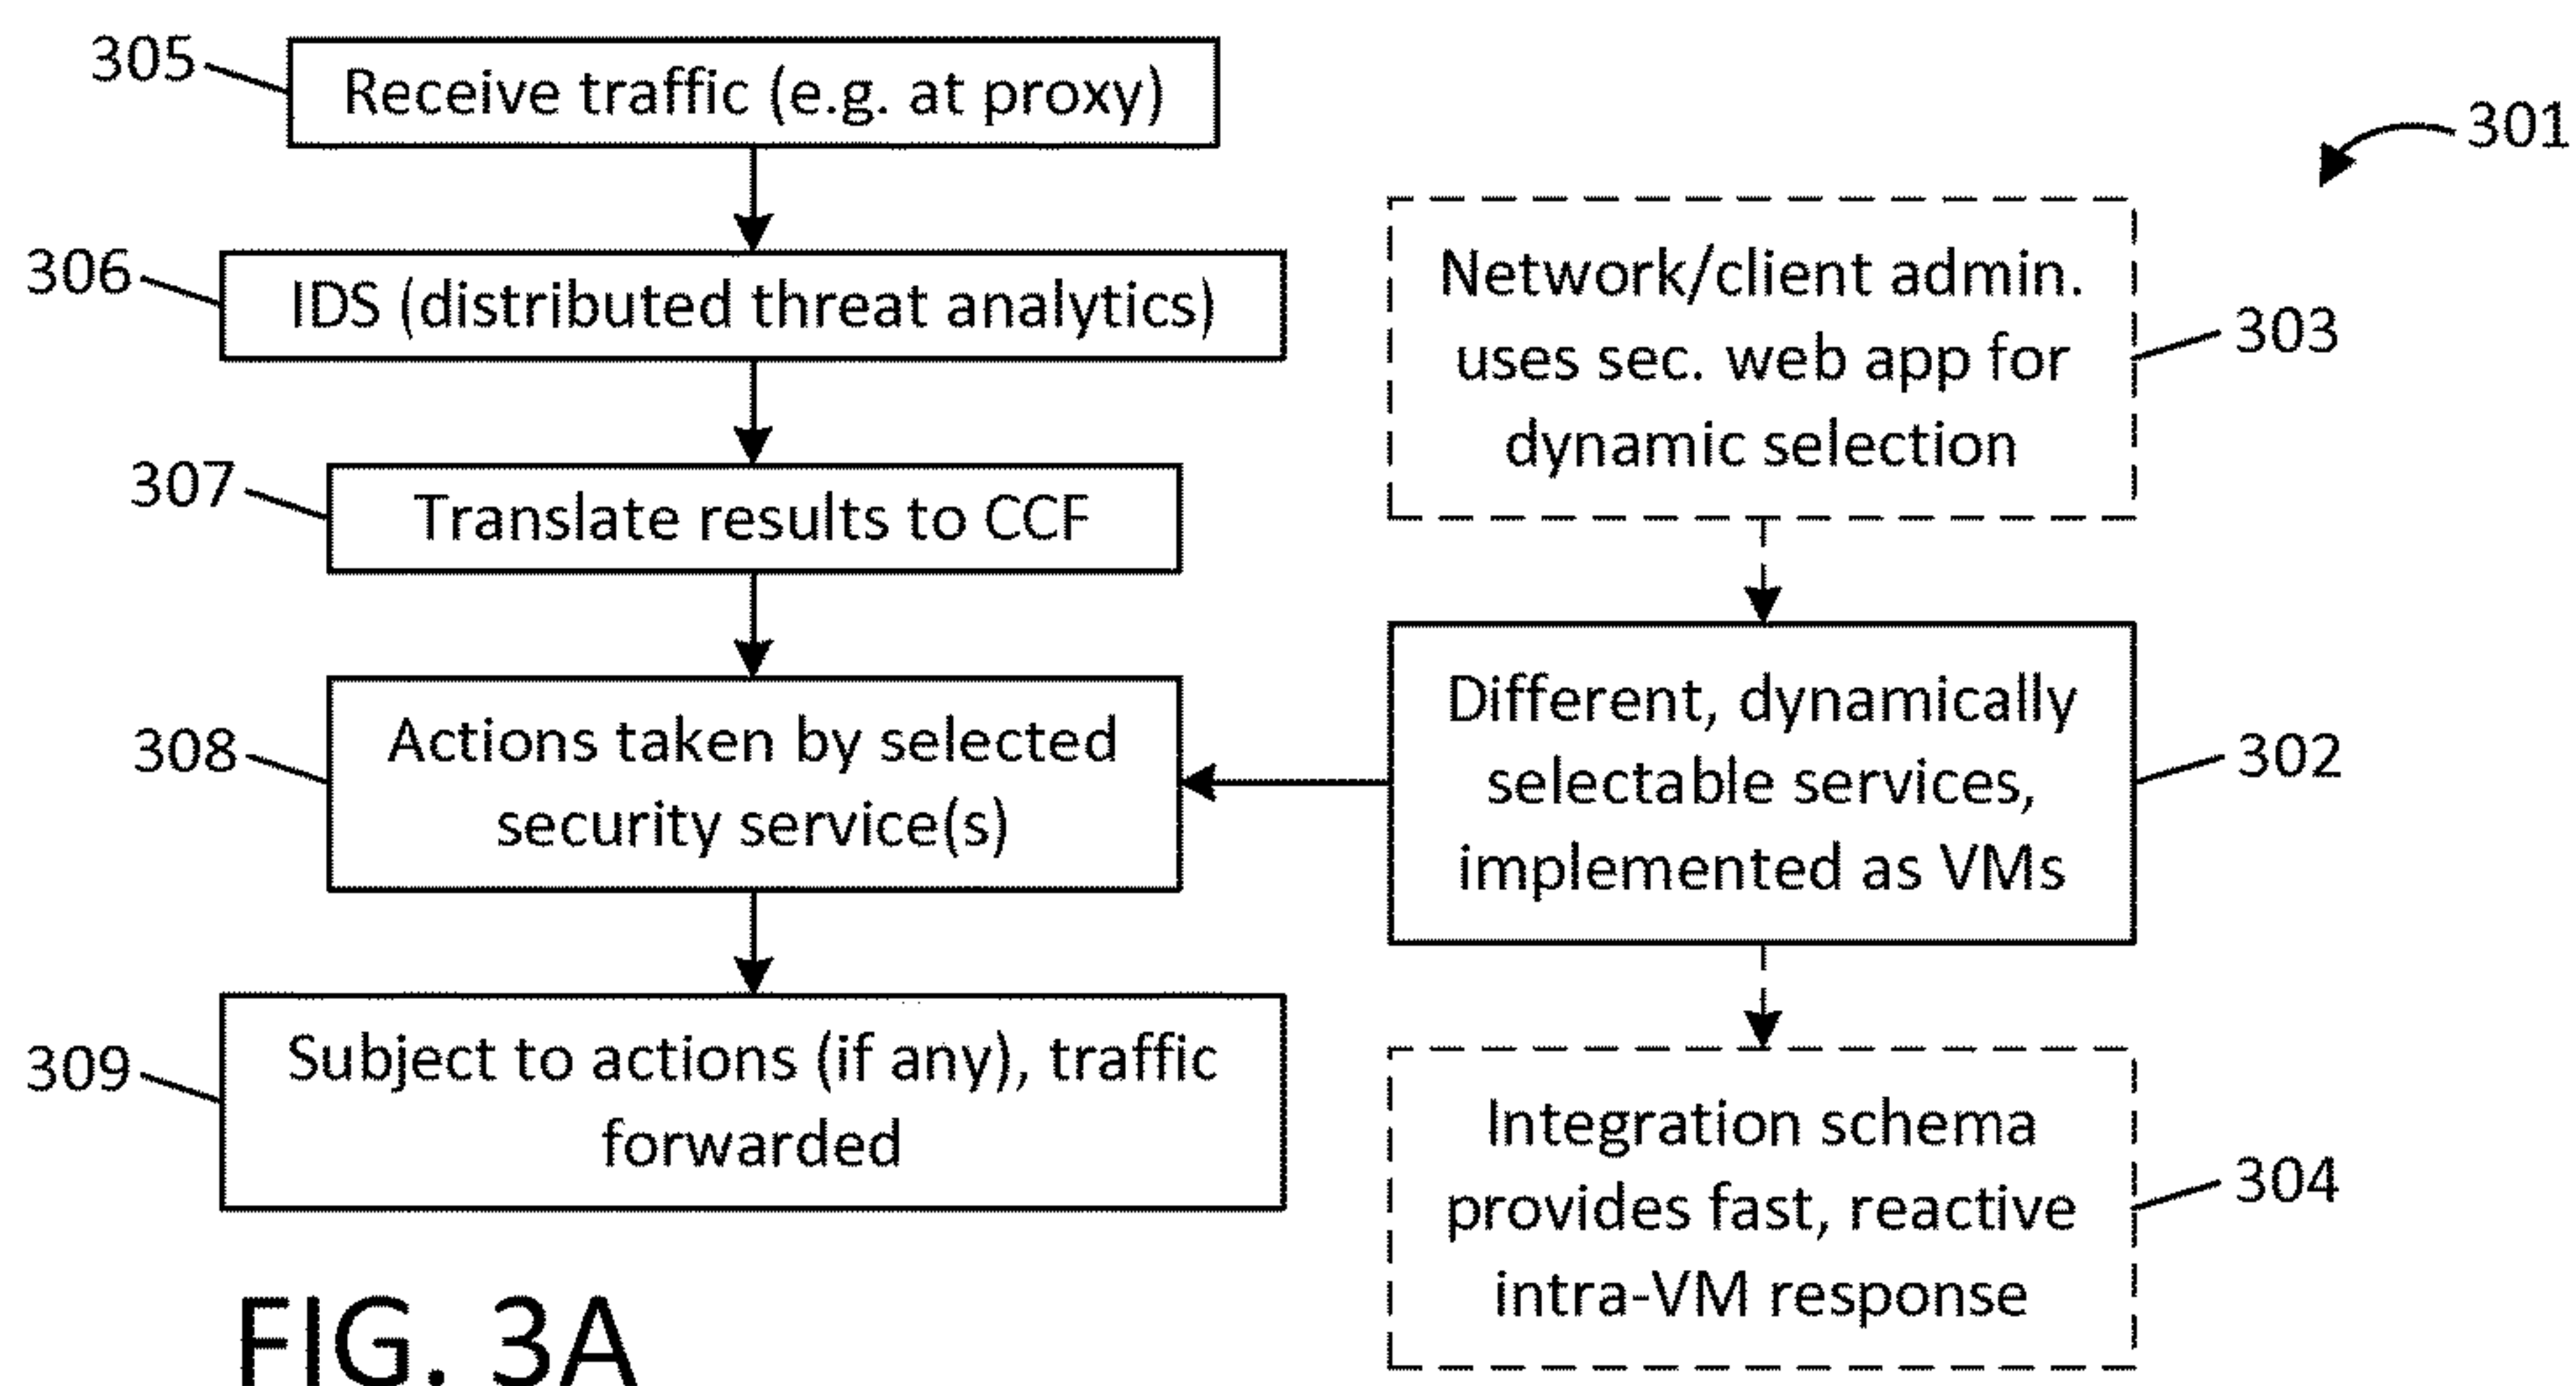 305
Receive traffic (e.g. at proxy)
306
IDS (distributed threat analytics)
307
Translate results to CCF
308
Actions taken by selected
security service(s)
309
Subject to actions (if any), traffic
forwarded
301
Network/client admin.
uses sec. web app for
dynamic selection
303
Different, dynamically
selectable services,
implemented as VMs
302
Integration schema
provides fast, reactive
intra-VM response
304
FIG. 3A